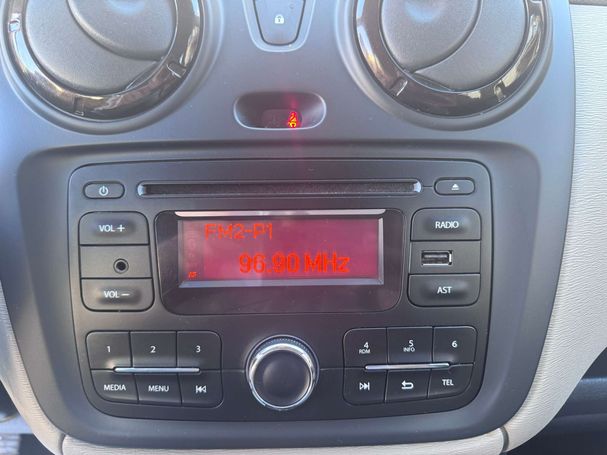 VOL +
RADIO
FM2-P1
96.90 MHz
VOL −
AST
1 2 3 4 5 6
RDM INFO
MEDIA MENU TEL